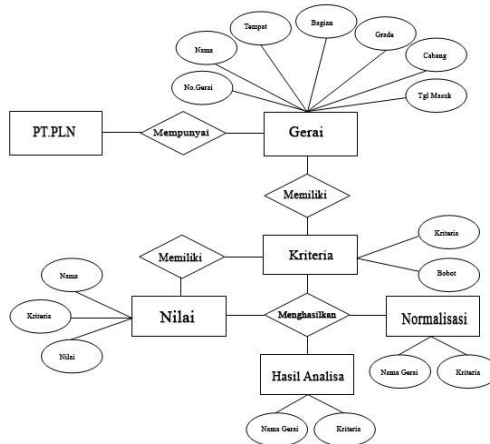 Bagian
Tempat
Grade
Nama
Cabang
No.Gerai
Tgl Masuk
PT.PLN
Mempunyai
Gerai
Memiliki
Kriteria
Memiliki
Kriteria
Nama
Bobot
Kriteria
Nilai
Menghasilkan
Normalisasi
Nilai
Hasil Analisa
Nama Gerai
Kriteria
Nama Gerai
Kriteria